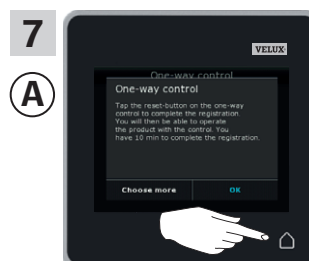 7
A
VELUX
One-way control
One-way control
Tap the reset-button on the one-way
control to complete the registration.
You will then be able to operate
the product with the control. You
have 10 min to complete the registration.
Choose more
OK